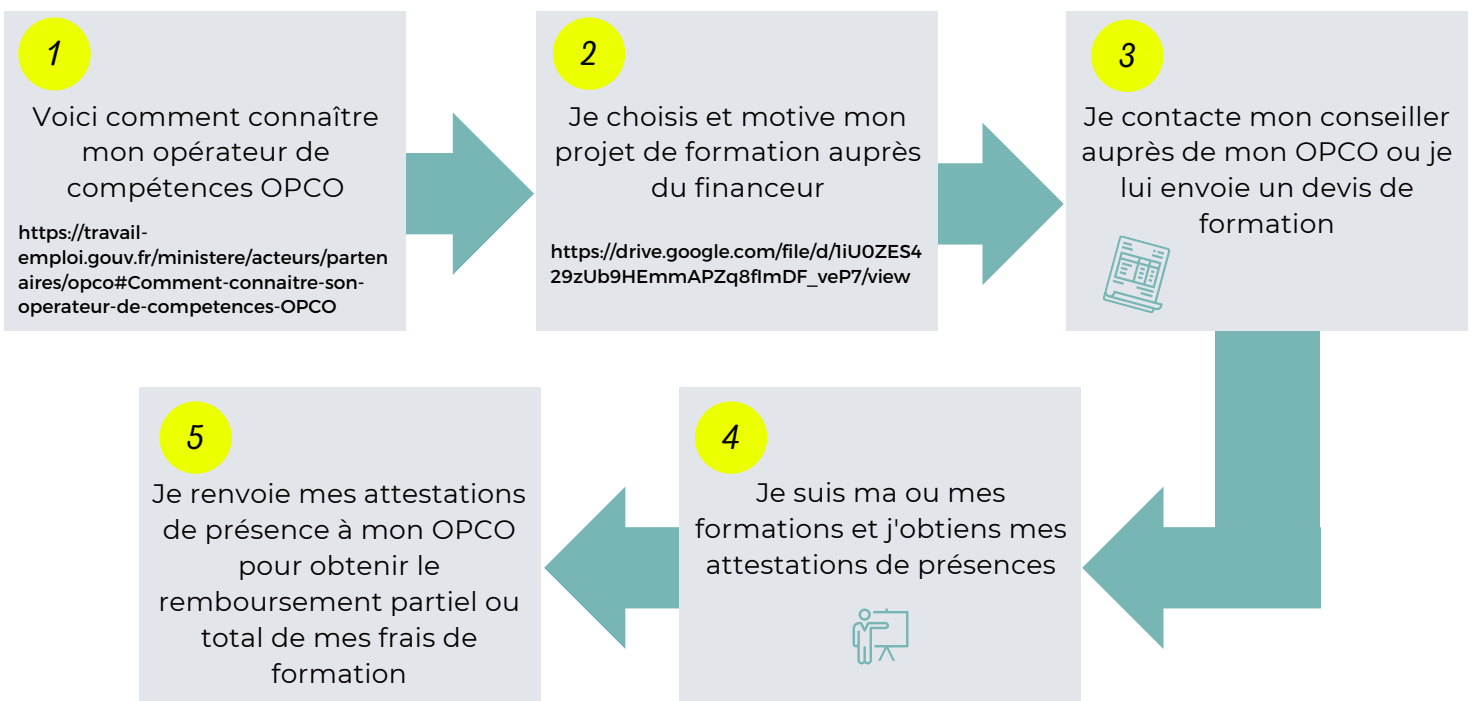 1
Voici comment connaître
mon opérateur de
compétences OPCO
https://travail-
emploi.gouv.fr/ministere/acteurs/parten
aires/opco#Comment-connaitre-son-
operateur-de-competences-OPCO
2
Je choisis et motive mon
projet de formation auprès
du financeur
https://drive.google.com/file/d/1iU0ZES4
29zUb9HEmmAPZq8fImDF_veP7/view
3
Je contacte mon conseiller
auprès de mon OPCO ou je
lui envoie un devis de
formation
4
Je suis ma ou mes
formations et j'obtiens mes
attestations de présences
5
Je renvoie mes attestations
de présence à mon OPCO
pour obtenir le
remboursement partiel ou
total de mes frais de
formation